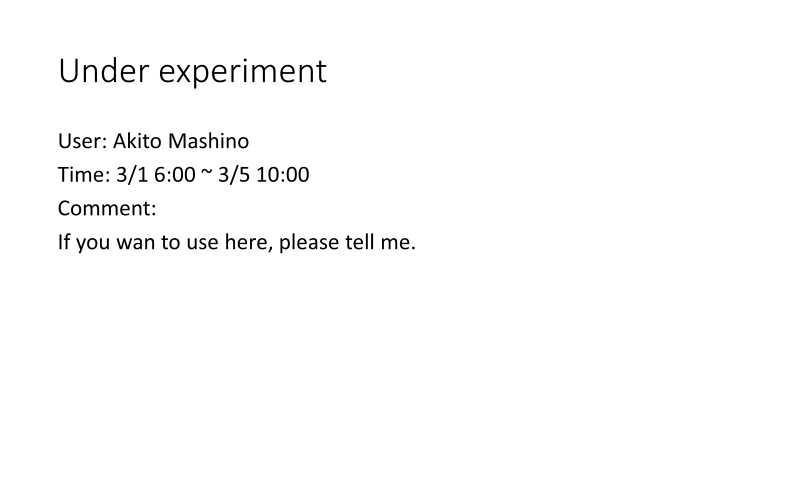 Under experiment
User: Akito Mashino
Time: 3/1 6:00 ~ 3/5 10:00
Comment:
If you wan to use here, please tell me.